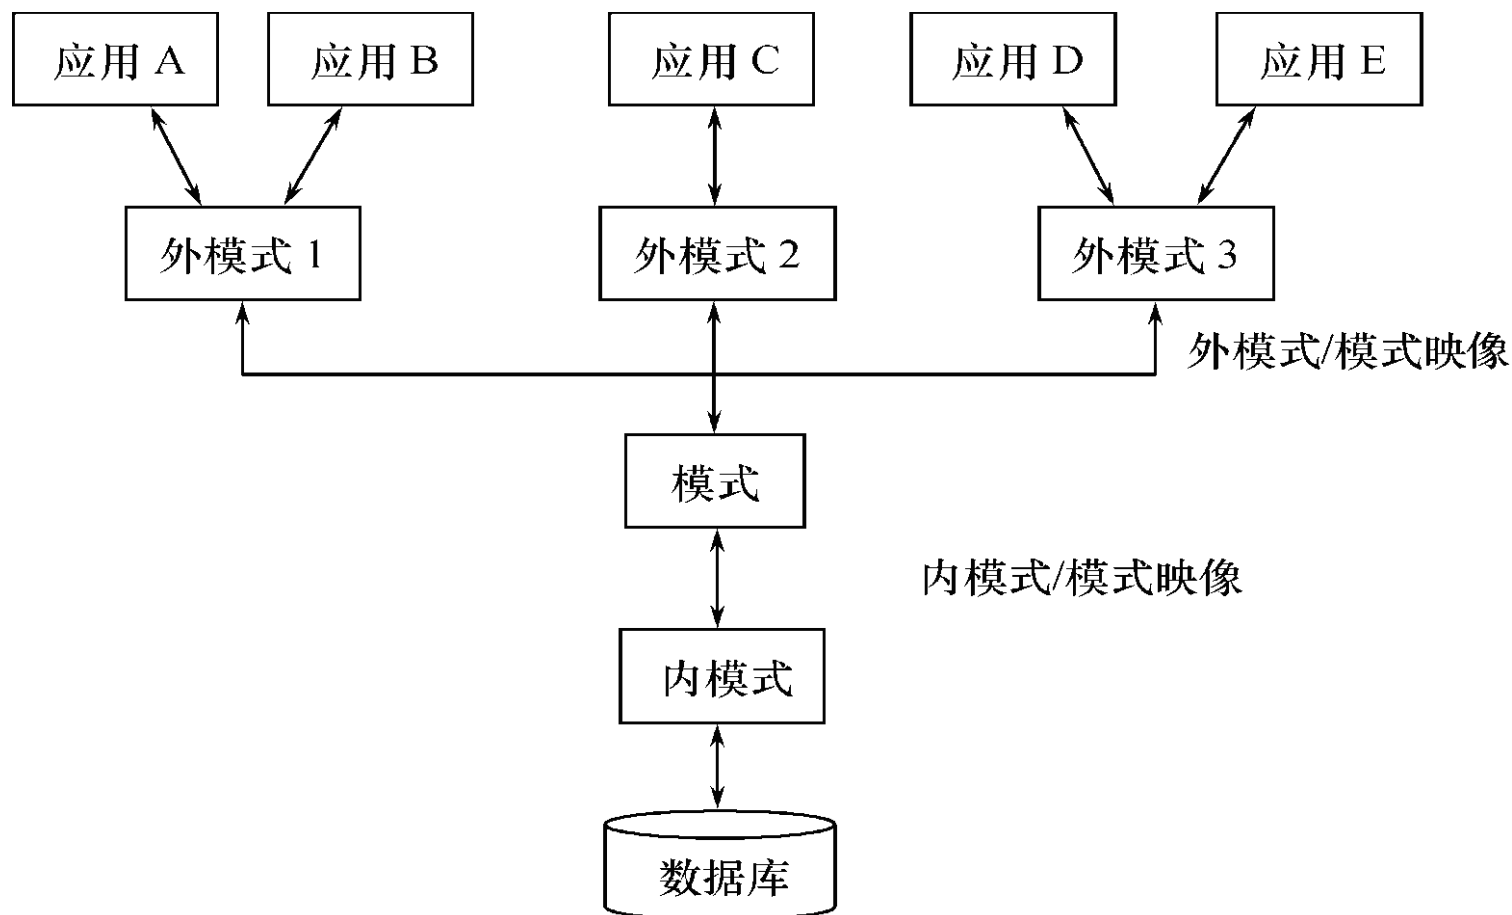 应用 A
应用 B
应用 C
应用 D
应用 E
外模式 1
外模式 2
外模式 3
外模式/模式映像
模式
内模式/模式映像
内模式
数据库